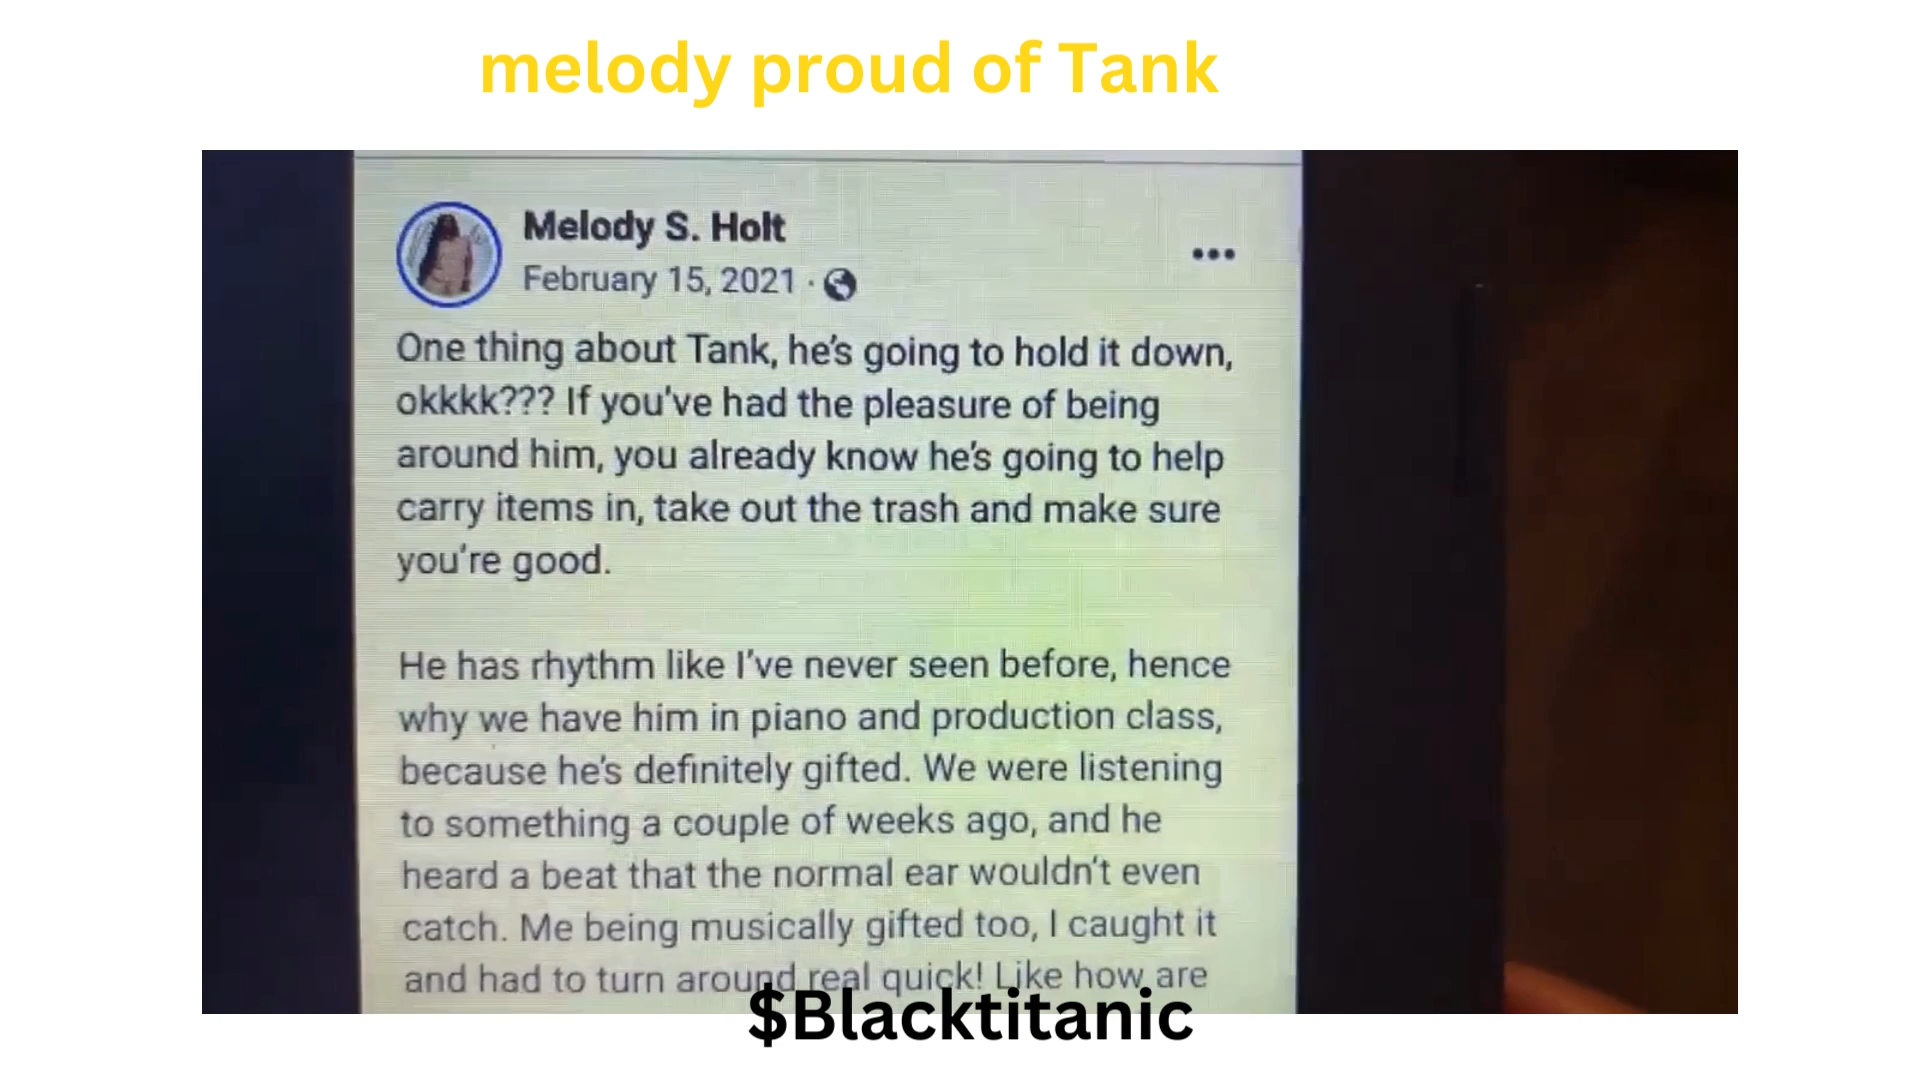 melody proud of Tank
Melody S. Holt
February 15, 2021 ·
One thing about Tank, he's going to hold it down,
okkkk??? If you've had the pleasure of being
around him, you already know he's going to help
carry items in, take out the trash and make sure
you're good.
He has rhythm like I've never seen before, hence
why we have him in piano and production class,
because he's definitely gifted. We were listening
to something a couple of weeks ago, and he
heard a beat that the normal ear wouldn't even
catch. Me being musically gifted too, I caught it
and had to turn around real quick! Like how are
$Blacktitanic